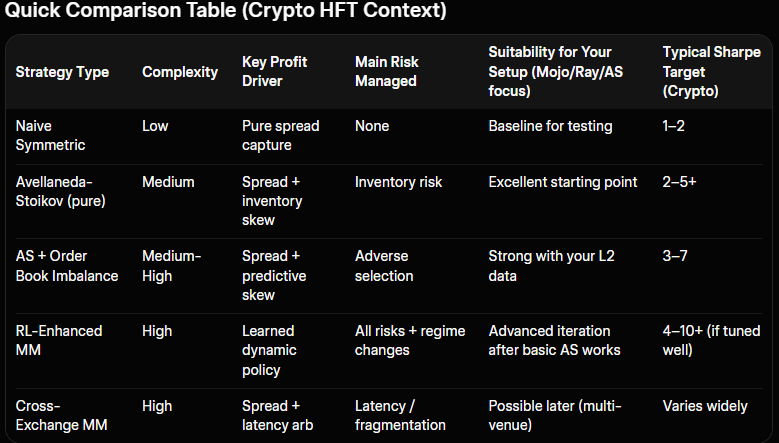 Quick Comparison Table (Crypto HFT Context)
Strategy Type
Complexity
Key Profit
Driver
Main Risk
Managed
Suitability for Your
Setup (Mojo/Ray/AS
focus)
Typical Sharpe
Target
(Crypto)
Naive
Symmetric
Low
Pure spread
capture
None
Baseline for testing
1–2
Avellaneda-
Stoikov (pure)
Medium
Spread +
inventory
skew
Inventory risk
Excellent starting point
2–5+
AS + Order
Book Imbalance
Medium-
High
Spread +
predictive
skew
Adverse
selection
Strong with your L2
data
3–7
RL-Enhanced
MM
High
Learned
dynamic
policy
All risks + regime
changes
Advanced iteration
after basic AS works
4–10+ (if tuned
well)
Cross-
Exchange MM
High
Spread +
latency arb
Latency /
fragmentation
Possible later (multi-
venue)
Varies widely